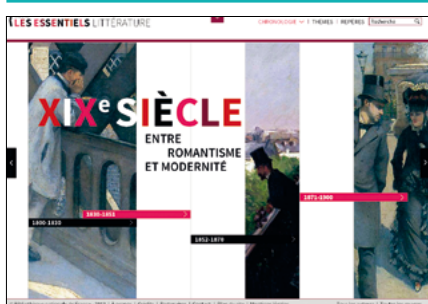 LES ESSENTIELS LITTÉRATURE
CHRONOLOGIE | THÈMES | REPÈRES Recherche
XIXe SIÈCLE
ENTRE
ROMANTISME
ET MODERNITÉ
1800-1830
1830-1851
1852-1870
1871-1900